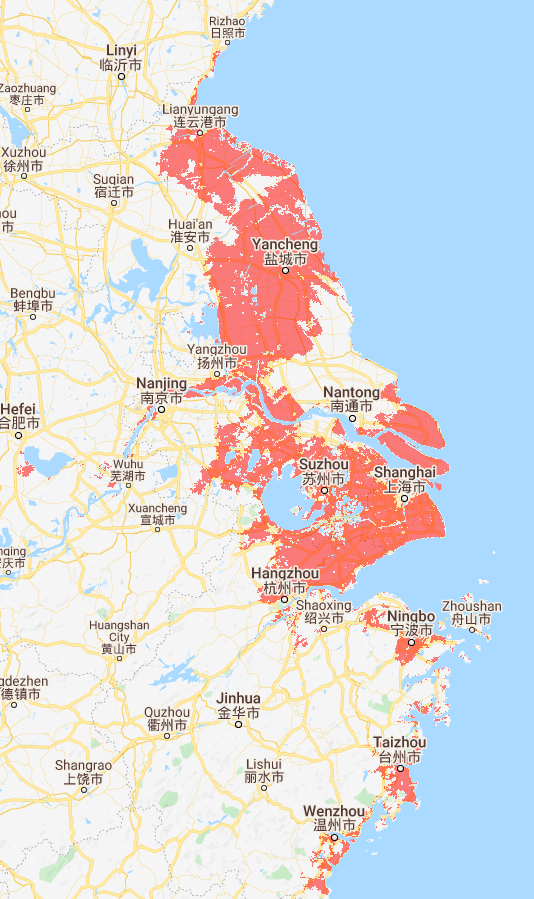 Rizhao
日照市
Linyi
临沂市
Zaozhuang
枣庄市
Lianyungang
连云港市
Xuzhou
徐州市
Suqian
宿迁市
ou
市
Huai'an
淮安市
Yancheng
盐城市
Bengbu
蚌埠市
Yangzhou
扬州市
Nanjing
南京市
Nantong
南通市
Hefei
合肥市
Wuhu
芜湖市
Suzhou
苏州市
Shanghai
上海市
Xuancheng
宣城市
nqing
庆市
Hangzhou
杭州市
Shaoxing
绍兴市
Ningbo
宁波市
Zhoushan
舟山市
Huangshan
City
黄山市
gdezhen
德镇市
Jinhua
金华市
Quzhou
衢州市
Taizhou
台州市
Shangrao
上饶市
Lishui
丽水市
Wenzhou
温州市